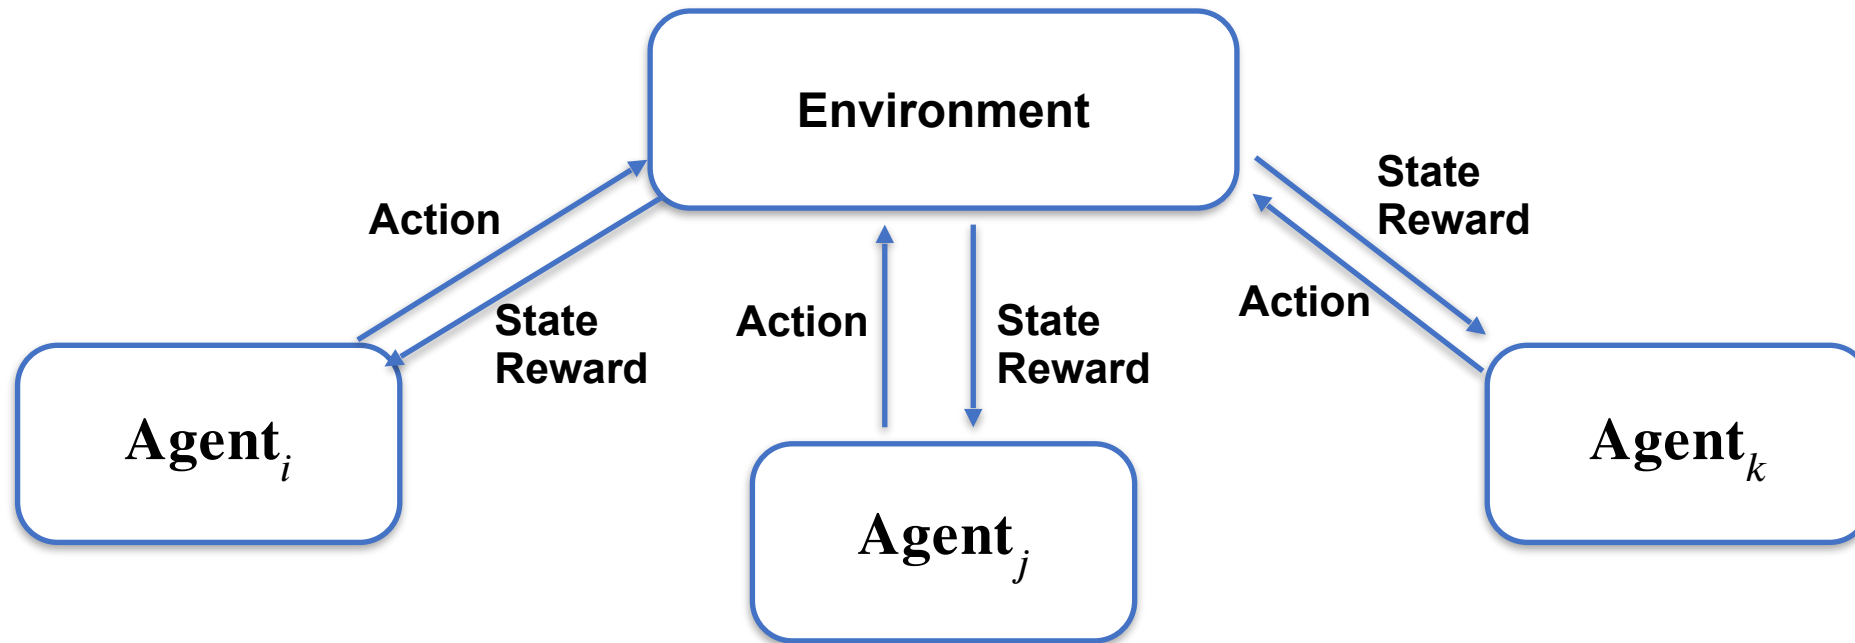 Environment
Action
State
Reward
Action
State
Reward
State
Reward
Action
Agent_i
Agent_j
Agent_k